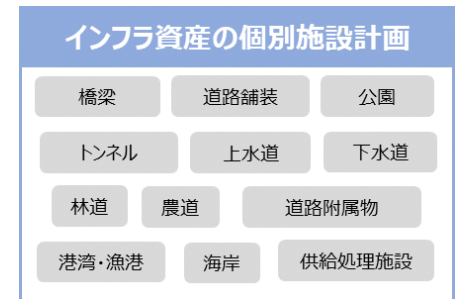 インフラ資産の個別施設計画
橋梁 道路舗装 公園
トンネル 上水道 下水道
林道 農道 道路附属物
港湾・漁港 海岸 供給処理施設